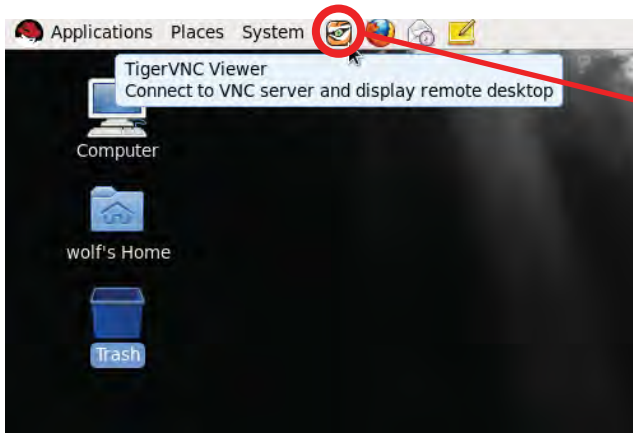 Applications Places System
TigerVNC Viewer
Connect to VNC server and display remote desktop
Computer
wolf's Home
Trash